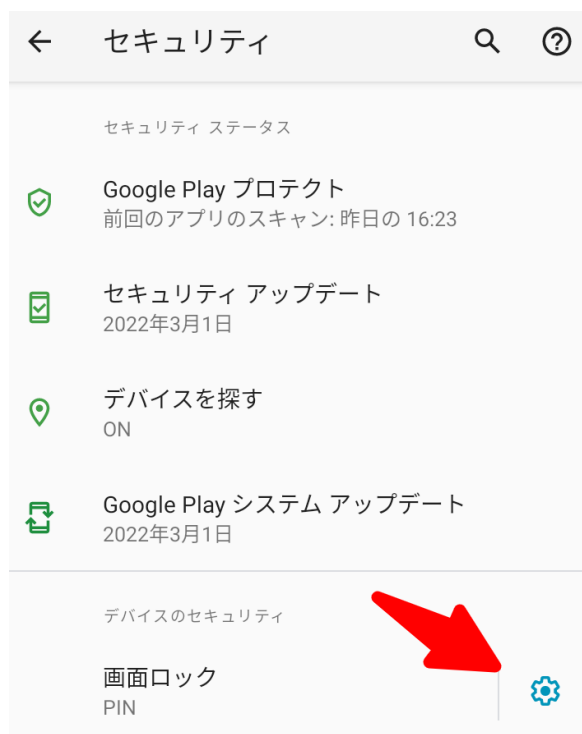 セキュリティ
セキュリティ ステータス
Google Play プロテクト
前回のアプリのスキャン: 昨日の 16:23
セキュリティ アップデート
2022年3月1日
デバイスを探す
ON
Google Play システム アップデート
2022年3月1日
デバイスのセキュリティ
画面ロック
PIN